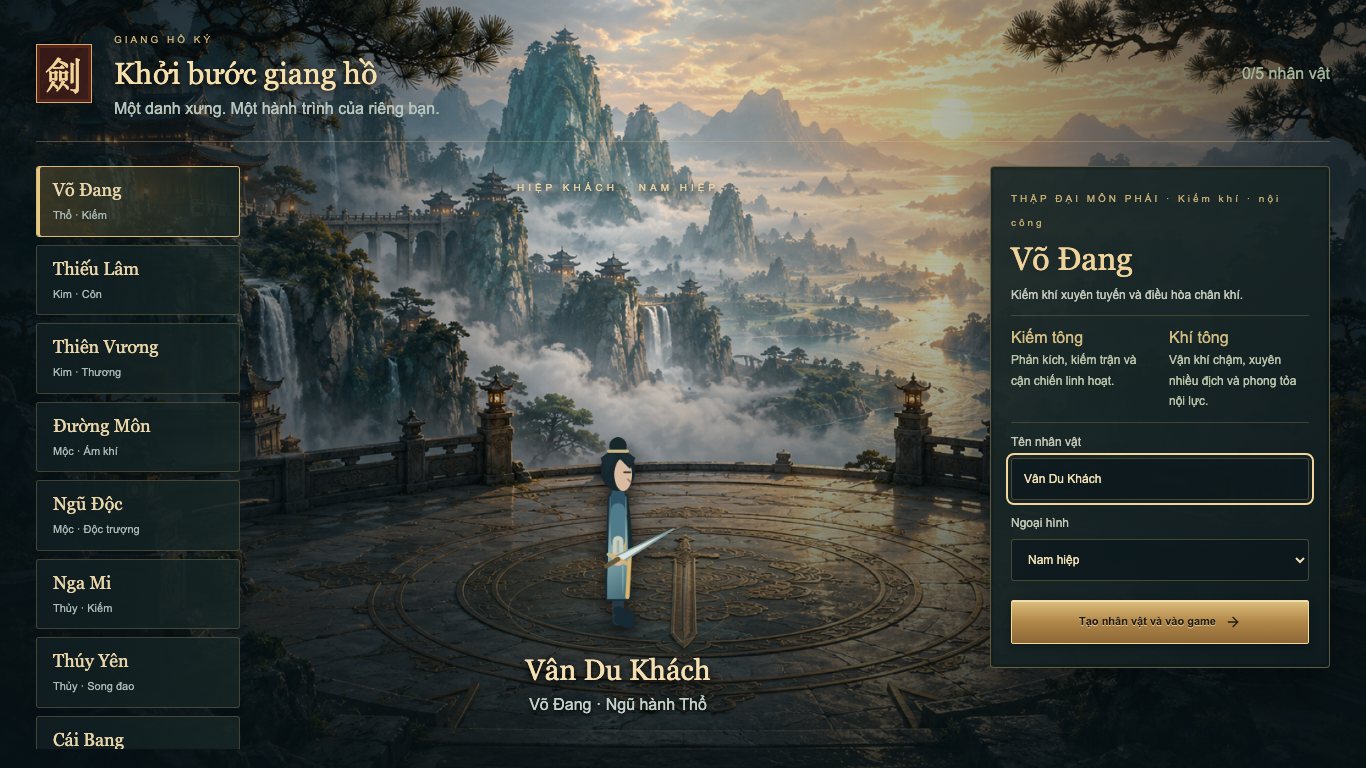 劍
GIANG HỒ KÝ
Khởi bước giang hồ
Một danh xưng. Một hành trình của riêng bạn.
0/5 nhân vật
Võ Đang
Thổ · Kiếm
Thiếu Lâm
Kim · Côn
Thiên Vương
Kim · Thương
Đường Môn
Mộc · Ám khí
Ngũ Độc
Mộc · Độc trượng
Nga Mi
Thủy · Kiếm
Thúy Yên
Thủy · Song đao
Cái Bang
HIỆP KHÁCH · NAM HIỆP
Vân Du Khách
Võ Đang · Ngũ hành Thổ
THẬP ĐẠI MÔN PHÁI · Kiếm khí · nội
công
Võ Đang
Kiếm khí xuyên tuyến và điều hòa chân khí.
Kiếm tông
Phản kích, kiếm trận và
cận chiến linh hoạt.
Khí tông
Vận khí chậm, xuyên
nhiều địch và phong tỏa
nội lực.
Tên nhân vật
Vân Du Khách
Ngoại hình
Nam hiệp
Tạo nhân vật và vào game →